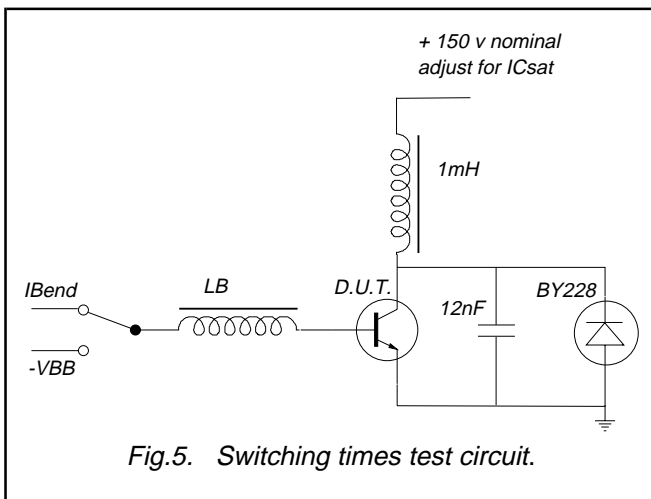 + 150 v nominal
adjust for ICsat
1mH
IBend
LB
D.U.T.
12nF
BY228
-VBB
Fig.5. Switching times test circuit.